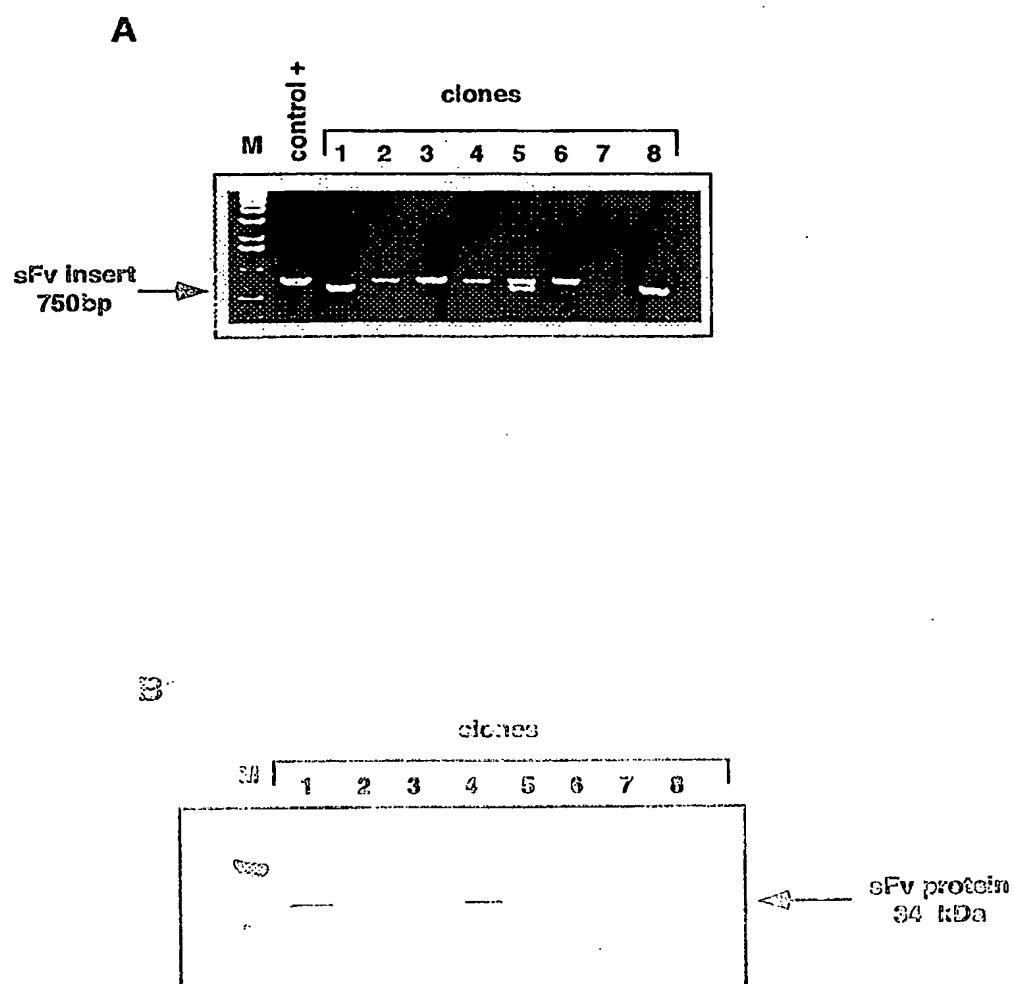 A
control +
clones
M 1 2 3 4 5 6 7 8
sFv insert
750bp
B
clones
M 1 2 3 4 5 6 7 8
sFv protein
34 kDa